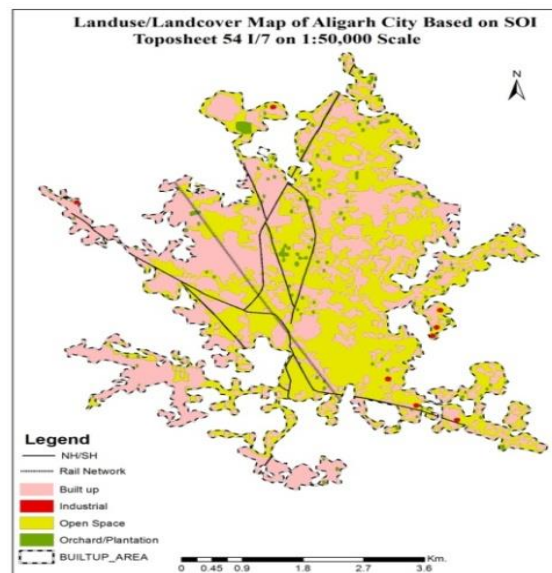 Landuse/Landcover Map of Aligarh City Based on SOI
Toposheet 54 I/7 on 1:50,000 Scale
N
Legend
NH/SH
Rail Network
Built up
Industrial
Open Space
Orchard/Plantation
BUILTUP_AREA
Km.
0 0.45 0.9 1.8 2.7 3.6